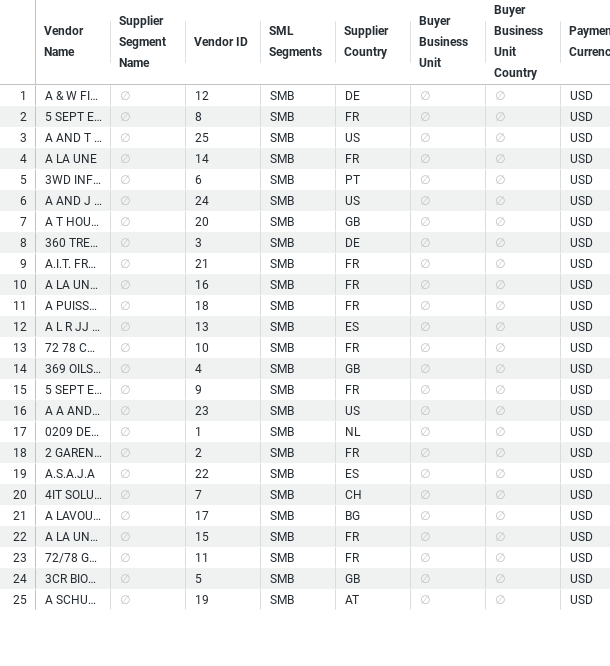 Vendor Name | Supplier Segment Name | Vendor ID | SML Segments | Supplier Country | Buyer Business Unit | Buyer Business Unit Country | Paymen Currenc
1 A & W FI... ∅ 12 SMB DE ∅ ∅ USD
2 5 SEPT E... ∅ 8 SMB FR ∅ ∅ USD
3 A AND T ... ∅ 25 SMB US ∅ ∅ USD
4 A LA UNE ∅ 14 SMB FR ∅ ∅ USD
5 3WD INF... ∅ 6 SMB PT ∅ ∅ USD
6 A AND J ... ∅ 24 SMB US ∅ ∅ USD
7 A T HOU... ∅ 20 SMB GB ∅ ∅ USD
8 360 TRE... ∅ 3 SMB DE ∅ ∅ USD
9 A.I.T. FR... ∅ 21 SMB FR ∅ ∅ USD
10 A LA UN... ∅ 16 SMB FR ∅ ∅ USD
11 A PUISS... ∅ 18 SMB FR ∅ ∅ USD
12 A L R JJ ... ∅ 13 SMB ES ∅ ∅ USD
13 72 78 C... ∅ 10 SMB FR ∅ ∅ USD
14 369 OILS... ∅ 4 SMB GB ∅ ∅ USD
15 5 SEPT E... ∅ 9 SMB FR ∅ ∅ USD
16 A A AND... ∅ 23 SMB US ∅ ∅ USD
17 0209 DE... ∅ 1 SMB NL ∅ ∅ USD
18 2 GAREN... ∅ 2 SMB FR ∅ ∅ USD
19 A.S.A.J.A ∅ 22 SMB ES ∅ ∅ USD
20 4IT SOLU... ∅ 7 SMB CH ∅ ∅ USD
21 A LAVOU... ∅ 17 SMB BG ∅ ∅ USD
22 A LA UN... ∅ 15 SMB FR ∅ ∅ USD
23 72/78 G... ∅ 11 SMB FR ∅ ∅ USD
24 3CR BIO... ∅ 5 SMB GB ∅ ∅ USD
25 A SCHU... ∅ 19 SMB AT ∅ ∅ USD